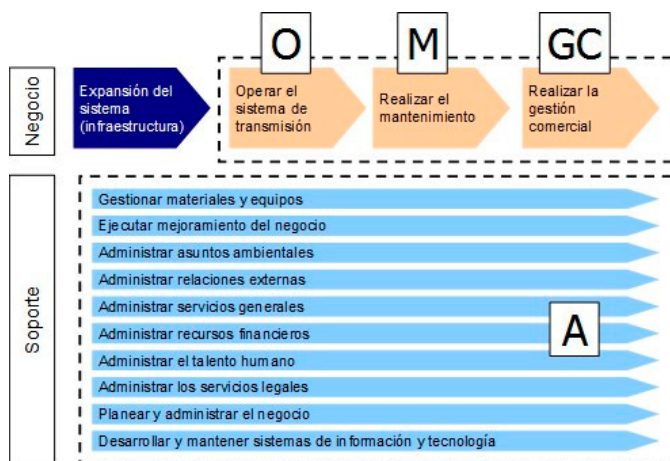 O
M
GC
Negocio
Expansión del
sistema
(infraestructura)
Operar el
sistema de
transmisión
Realizar el
mantenimiento
Realizar la
gestión
comercial
Soporte
Gestionar materiales y equipos
Ejecutar mejoramiento del negocio
Administrar asuntos ambientales
Administrar relaciones externas
Administrar servicios generales
Administrar recursos financieros
A
Administrar el talento humano
Administrar los servicios legales
Planear y administrar el negocio
Desarrollar y mantener sistemas de información y tecnología